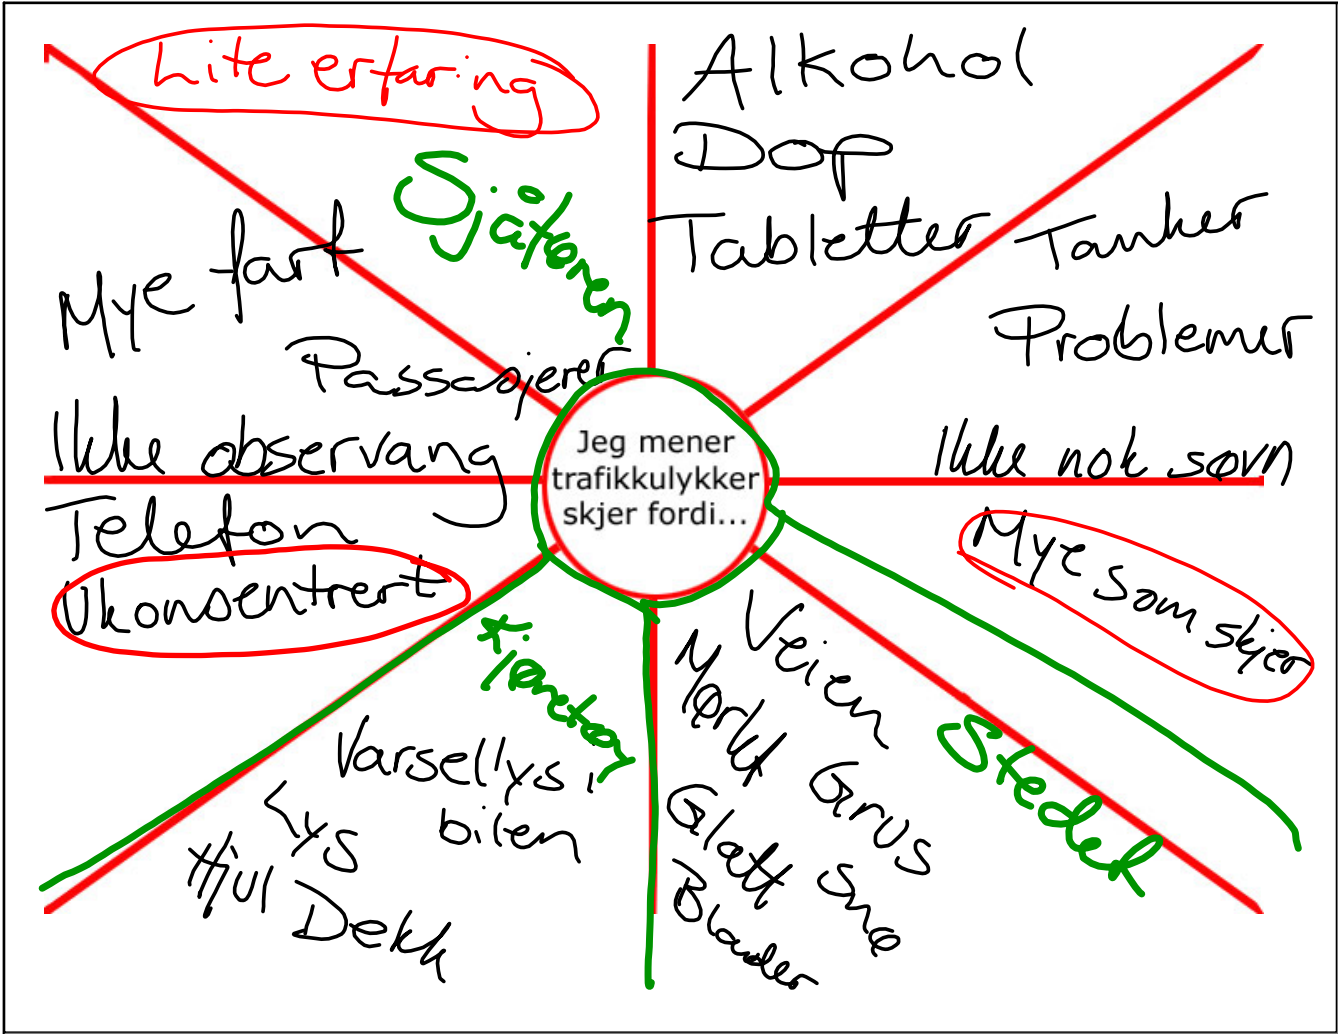 Lite erfaring
Sjåføren
Mye fart
Passasjerer
Ikke observang
Telefon
Ukonsentrert
Alkohol
Dop
Tabletter
Tanker
Problemer
Ikke nok søvn
Mye som skjer
Jeg mener
trafikkulykker
skjer fordi...
Kjøretøy
Varsellys i
bilen
Lys
Hjul
Dekk
Veien
Mørkt
Grus
Glatt
Snø
Blader
Stedet